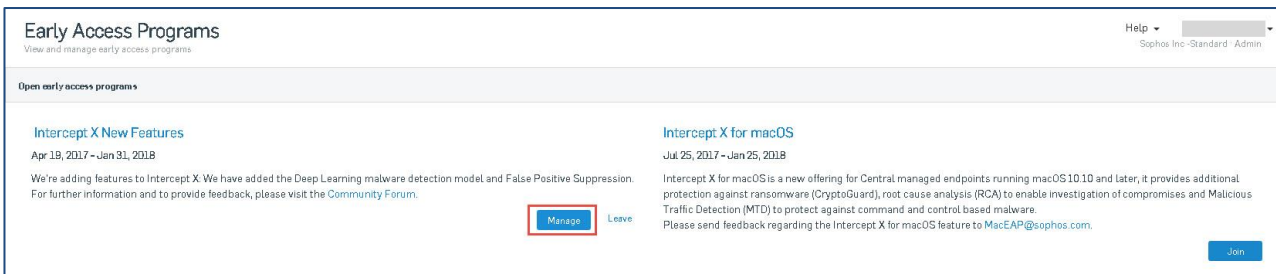 Early Access Programs
View and manage early access programs
Help
Sophos Inc-Standard · Admin
Open early access programs
Intercept X New Features
Apr 18, 2017 - Jan 31, 2018
We're adding features to Intercept X: We have added the Deep Learning malware detection model and False Positive Suppression.
For further information and to provide feedback, please visit the Community Forum.
Manage
Leave
Intercept X for macOS
Jul 25, 2017 - Jan 25, 2018
Intercept X for macOS is a new offering for Central managed endpoints running macOS 10.10 and later, it provides additional
protection against ransomware (CryptoGuard), root cause analysis (RCA) to enable investigation of compromises and Malicious
Traffic Detection (MTD) to protect against command and control based malware.
Please send feedback regarding the Intercept X for macOS feature to MacEAP@sophos.com.
Join